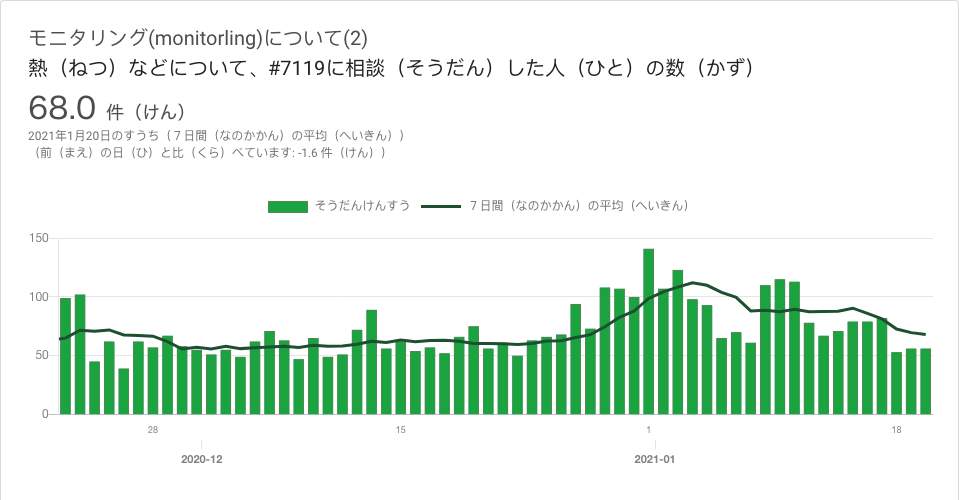 モニタリング(monitorling)について(2)
熱（ねつ）などについて、#7119に相談（そうだん）した人（ひと）の数（かず）
68.0 件（けん）
2021年1月20日のすうち（７日間（なのかかん）の平均（へいきん））
（前（まえ）の日（ひ）と比（くら）べています: -1.6 件（けん））
そうだんけんすう ７日間（なのかかん）の平均（へいきん）
150
100
50
0
28 15 1 18
2020-12 2021-01